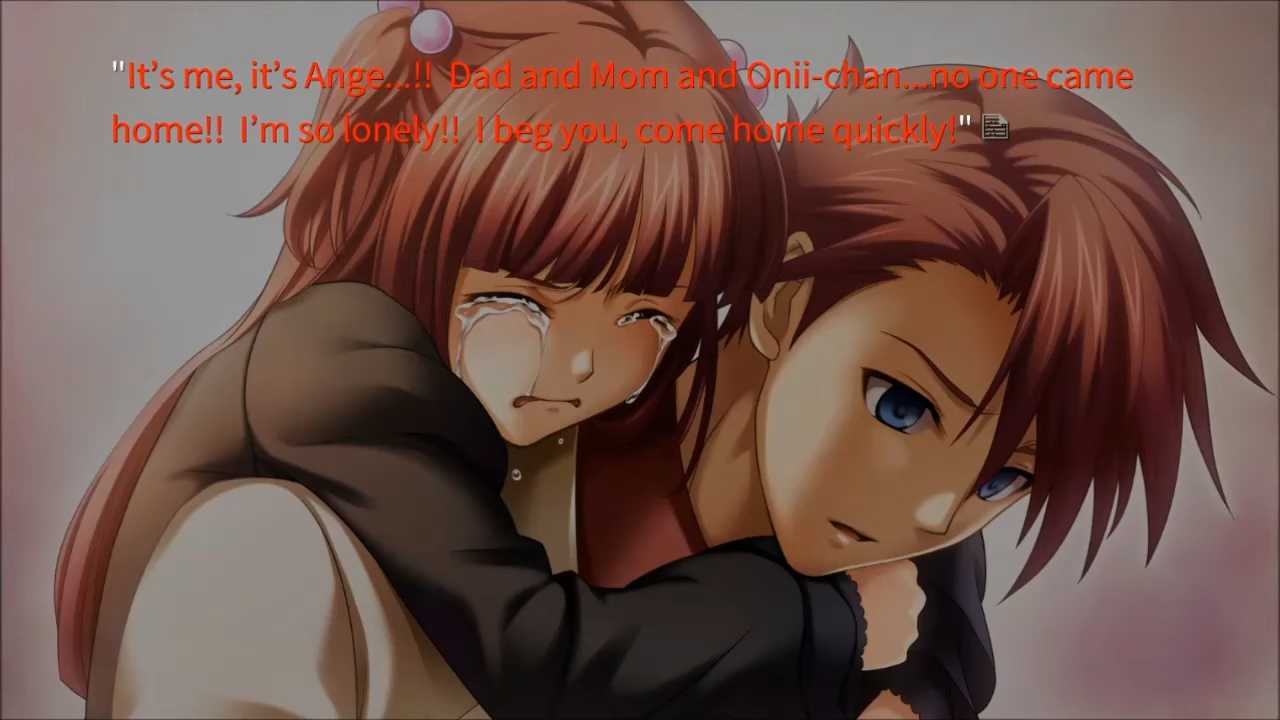 "It’s me, it’s Ange...!!  Dad and Mom and Onii-chan...no one came
home!!  I’m so lonely!!  I beg you, come home quickly!"